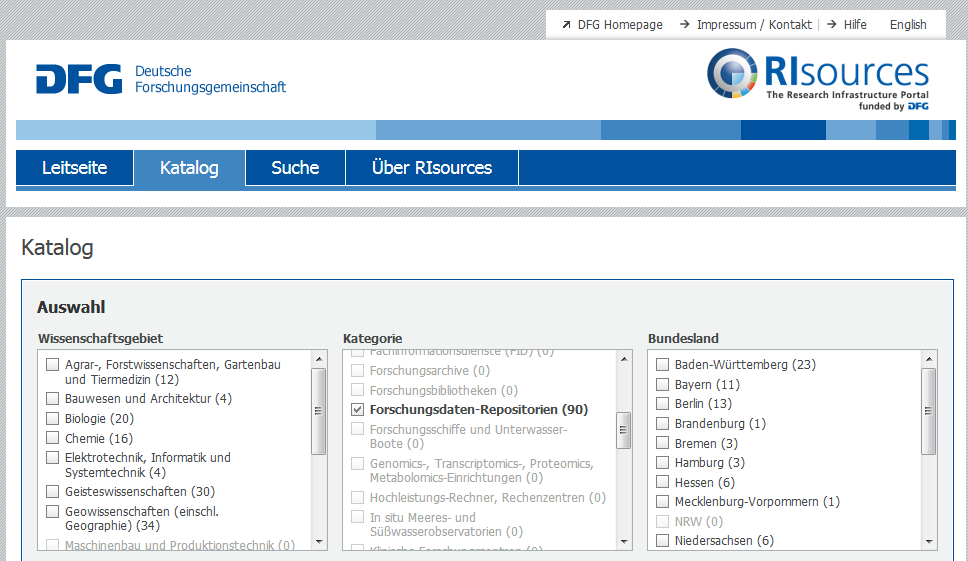 DFG Homepage Impressum / Kontakt | Hilfe English
DFG Deutsche
Forschungsgemeinschaft
RIsources
The Research Infrastructure Portal
funded by DFG
Leitseite Katalog Suche Über RIsources
Katalog
Auswahl
Wissenschaftsgebiet
Agrar-, Forstwissenschaften, Gartenbau
und Tiermedizin (12)
Bauwesen und Architektur (4)
Biologie (20)
Chemie (16)
Elektrotechnik, Informatik und
Systemtechnik (4)
Geisteswissenschaften (30)
Geowissenschaften (einschl.
Geographie) (34)
Maschinenbau und Produktionstechnik (0)
Kategorie
Fachinformationsdienste (FID) (0)
Forschungsarchive (0)
Forschungsbibliotheken (0)
Forschungsdaten-Repositorien (90)
Forschungsschiffe und Unterwasser-
Boote (0)
Genomics-, Transcriptomics-, Proteomics,
Metabolomics-Einrichtungen (0)
Hochleistungs-Rechner, Rechenzentren (0)
In situ Meeres- und
Süßwasserobservatorien (0)
Klinische Forschungszentren (0)
Bundesland
Baden-Württemberg (23)
Bayern (11)
Berlin (13)
Brandenburg (1)
Bremen (3)
Hamburg (3)
Hessen (6)
Mecklenburg-Vorpommern (1)
NRW (0)
Niedersachsen (6)